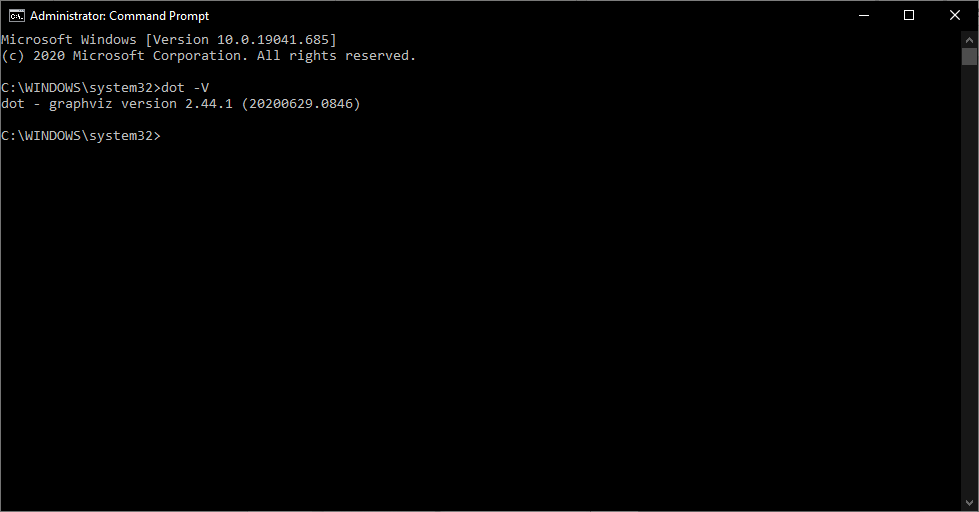 Administrator: Command Prompt
Microsoft Windows [Version 10.0.19041.685]
(c) 2020 Microsoft Corporation. All rights reserved.
C:\WINDOWS\system32>dot -V
dot - graphviz version 2.44.1 (20200629.0846)
C:\WINDOWS\system32>